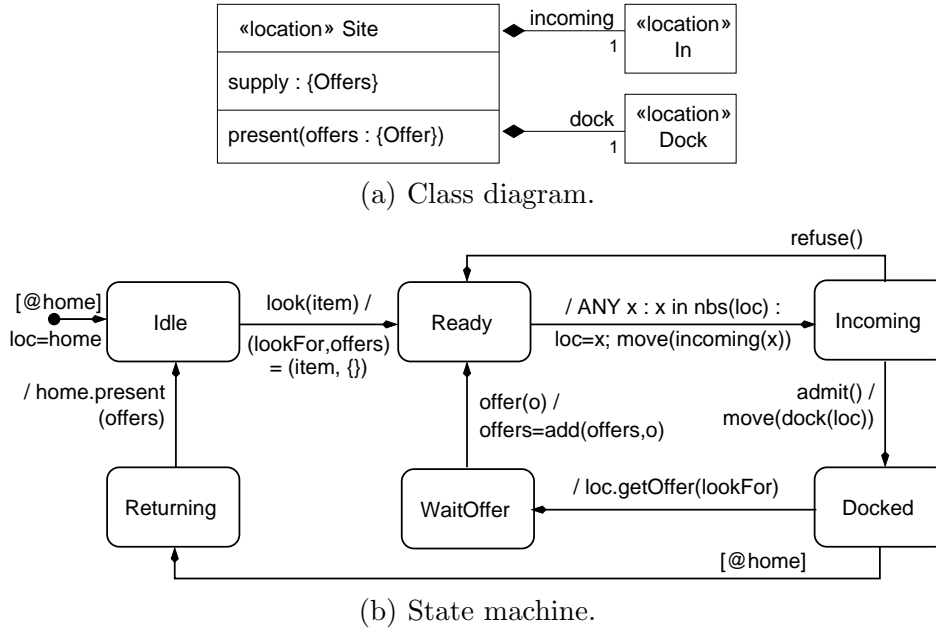 «location» Site
supply : {Offers}
present(offers : {Offer})
incoming
1
«location»
In
dock
1
«location»
Dock
(a) Class diagram.
refuse()
[@home]
loc=home
Idle
look(item) /
(lookFor,offers)
= (item, {})
Ready
/ ANY x : x in nbs(loc) :
loc=x; move(incoming(x))
Incoming
/ home.present
(offers)
offer(o) /
offers=add(offers,o)
admit() /
move(dock(loc))
Returning
WaitOffer
/ loc.getOffer(lookFor)
Docked
[@home]
(b) State machine.